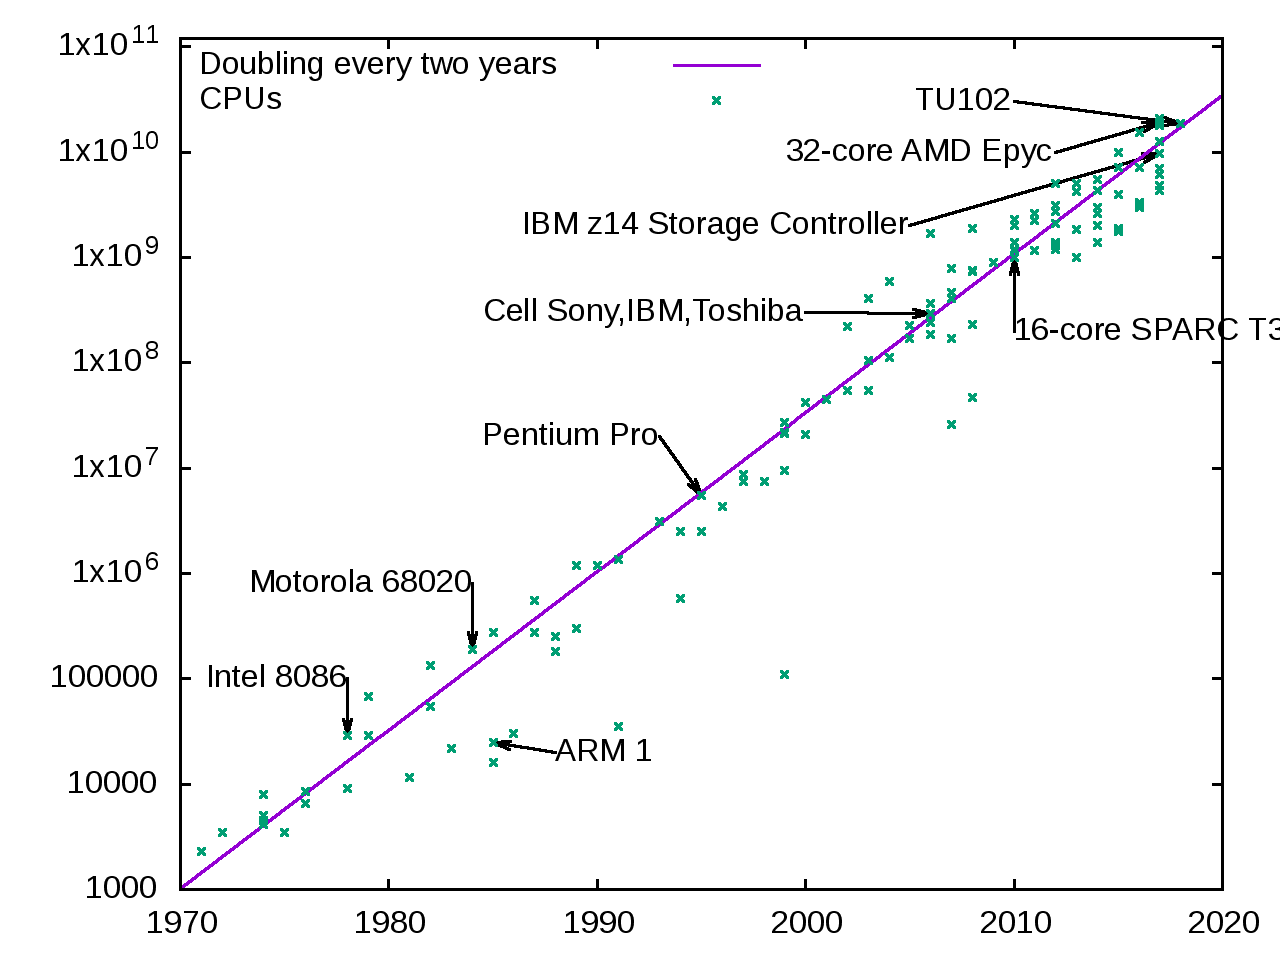 1x10^11
Doubling every two years
CPUs
TU102
1x10^10
32-core AMD Epyc
IBM z14 Storage Controller
1x10^9
Cell Sony,IBM,Toshiba
16-core SPARC T3
1x10^8
Pentium Pro
1x10^7
1x10^6
Motorola 68020
100000
Intel 8086
ARM 1
10000
1000
1970 1980 1990 2000 2010 2020